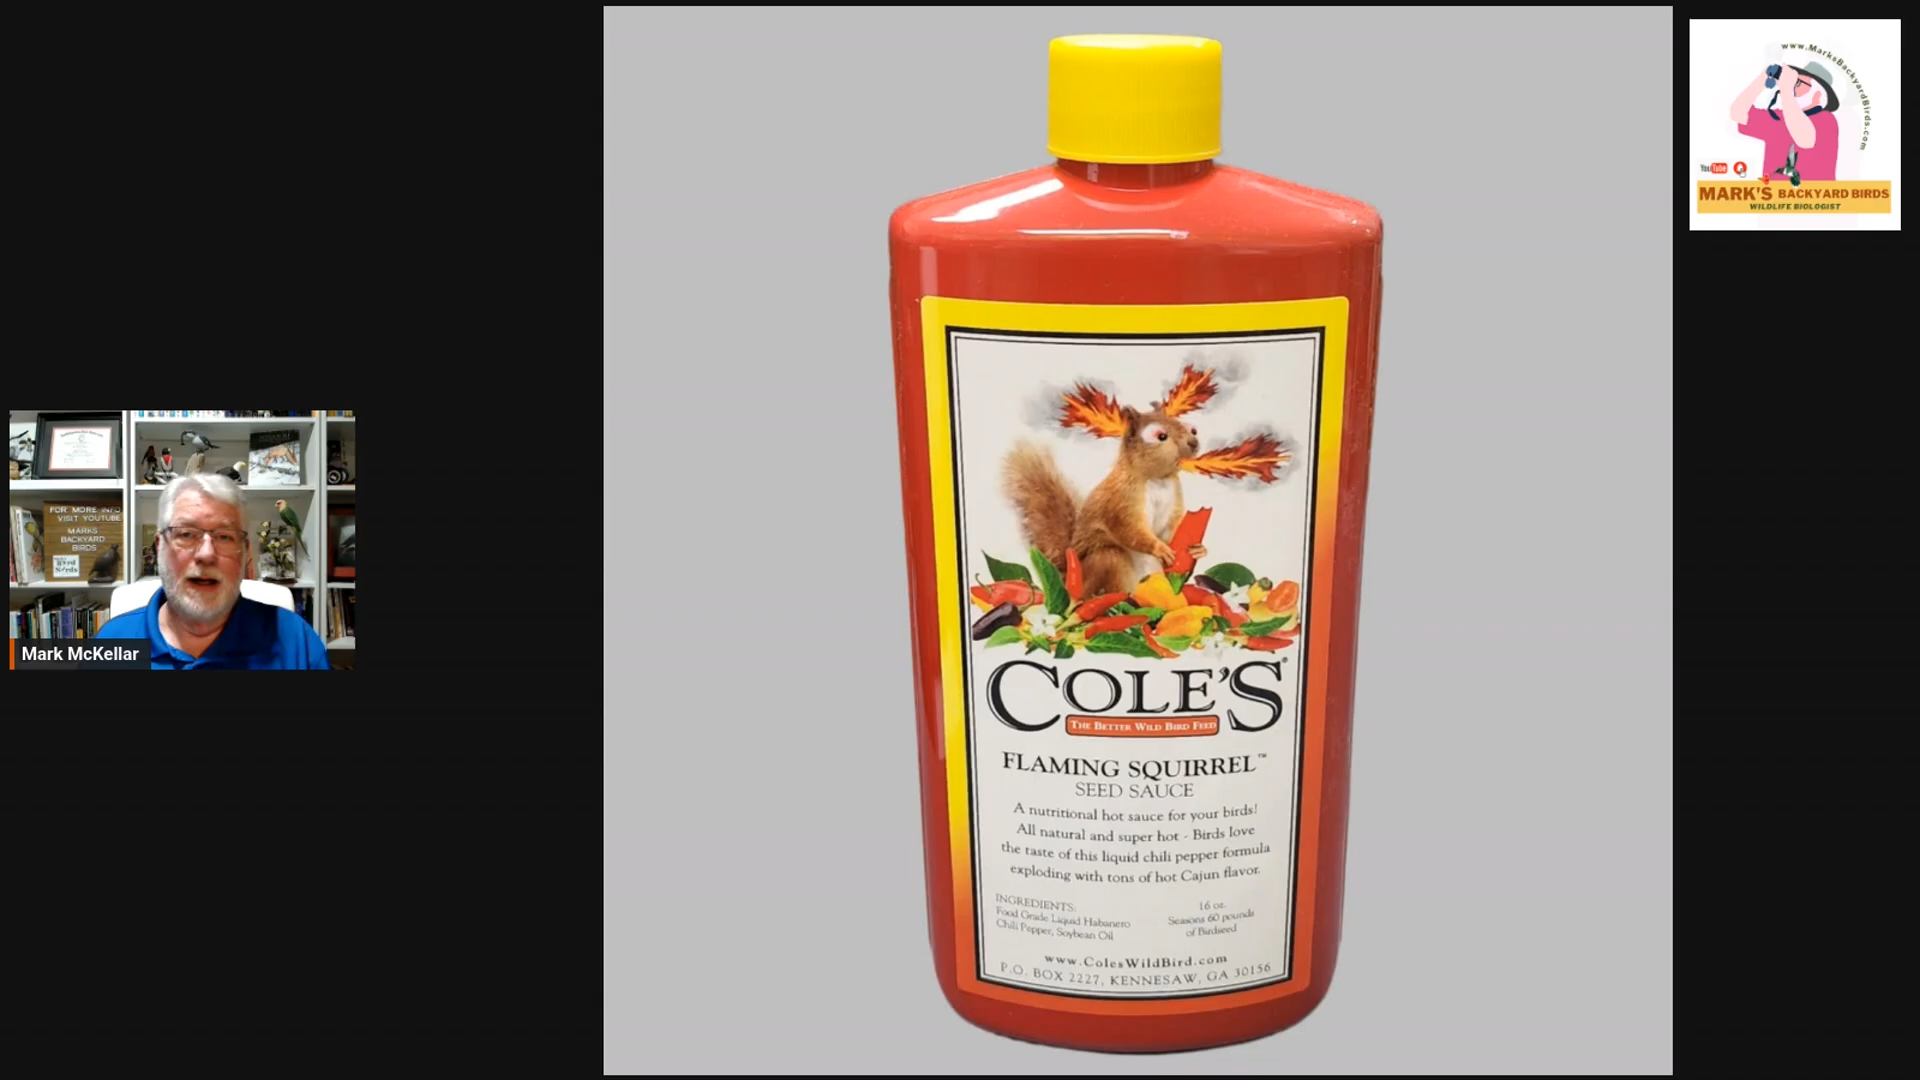 FOR MORE INFO
VISIT YOUTUBE
MARKS
BACKYARD
BIRDS
Mark McKellar
COLE'S®
THE BETTER WILD BIRD FEED
FLAMING SQUIRREL™
SEED SAUCE
A nutritional hot sauce for your birds!
All natural and super hot - Birds love
the taste of this liquid chili pepper formula
exploding with tons of hot Cajun flavor.
INGREDIENTS:
Food Grade Liquid Habanero
Chili Pepper, Soybean Oil
16 oz.
Seasons 60 pounds
of Birdseed
www.ColesWildBird.com
P.O. BOX 2227, KENNESAW, GA 30156
www.MarksBackyardBirds.com
YouTube
MARK'S BACKYARD BIRDS
WILDLIFE BIOLOGIST